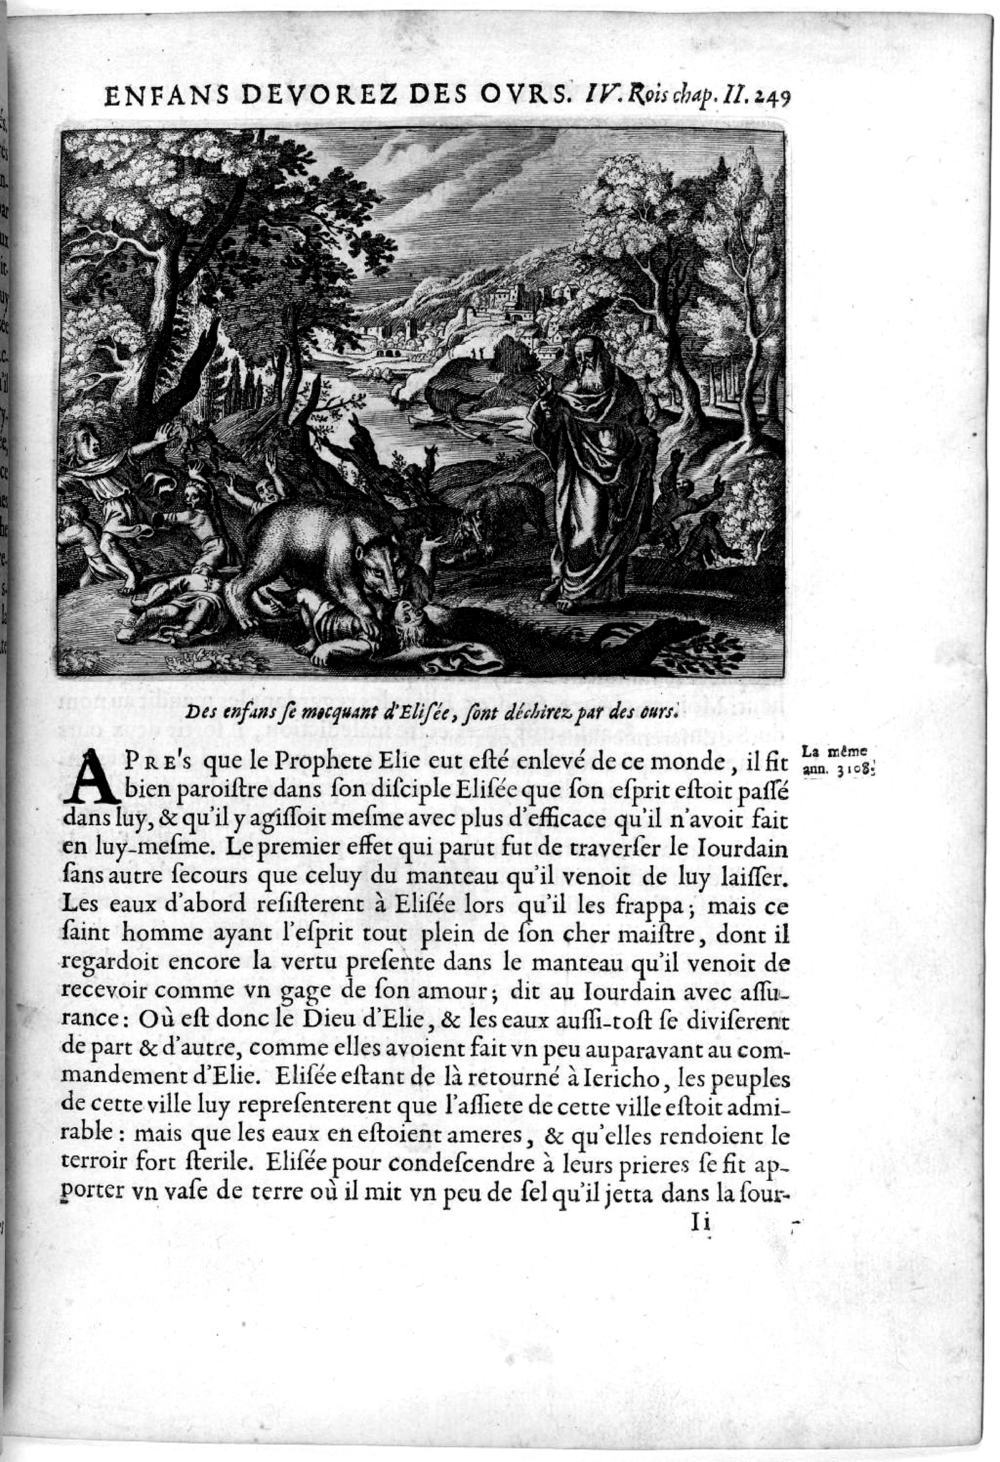 ENFANS DEVOREZ DES OVRS. IV. Rois chap. II. 249
Des enfans ſe mocquant d'Eliſée, ſont déchirez par des ours.
APRE's que le Prophete Elie eut eſté enlevé de ce monde, il fit
La même
ann. 3108.
bien paroiſtre dans ſon diſciple Eliſée que ſon eſprit eſtoit paſſé
dans luy, & qu'il y agiſſoit meſme avec plus d'efficace qu'il n'avoit fait
en luy-meſme. Le premier effet qui parut fut de traverſer le Iourdain
ſans autre ſecours que celuy du manteau qu'il venoit de luy laiſſer.
Les eaux d'abord reſiſterent à Eliſée lors qu'il les frappa; mais ce
ſaint homme ayant l'eſprit tout plein de ſon cher maiſtre, dont il
regardoit encore la vertu preſente dans le manteau qu'il venoit de
recevoir comme vn gage de ſon amour; dit au Iourdain avec aſſu-
rance: Où eſt donc le Dieu d'Elie, & les eaux auſſi-toſt ſe diviſerent
de part & d'autre, comme elles avoient fait vn peu auparavant au com-
mandement d'Elie. Eliſée eſtant de là retourné à Iericho, les peuples
de cette ville luy repreſenterent que l'aſſiete de cette ville eſtoit admi-
rable: mais que les eaux en eſtoient ameres, & qu'elles rendoient le
terroir fort ſterile. Eliſée pour condeſcendre à leurs prieres ſe fit ap-
porter vn vaſe de terre où il mit vn peu de ſel qu'il jetta dans la ſour-
Ii